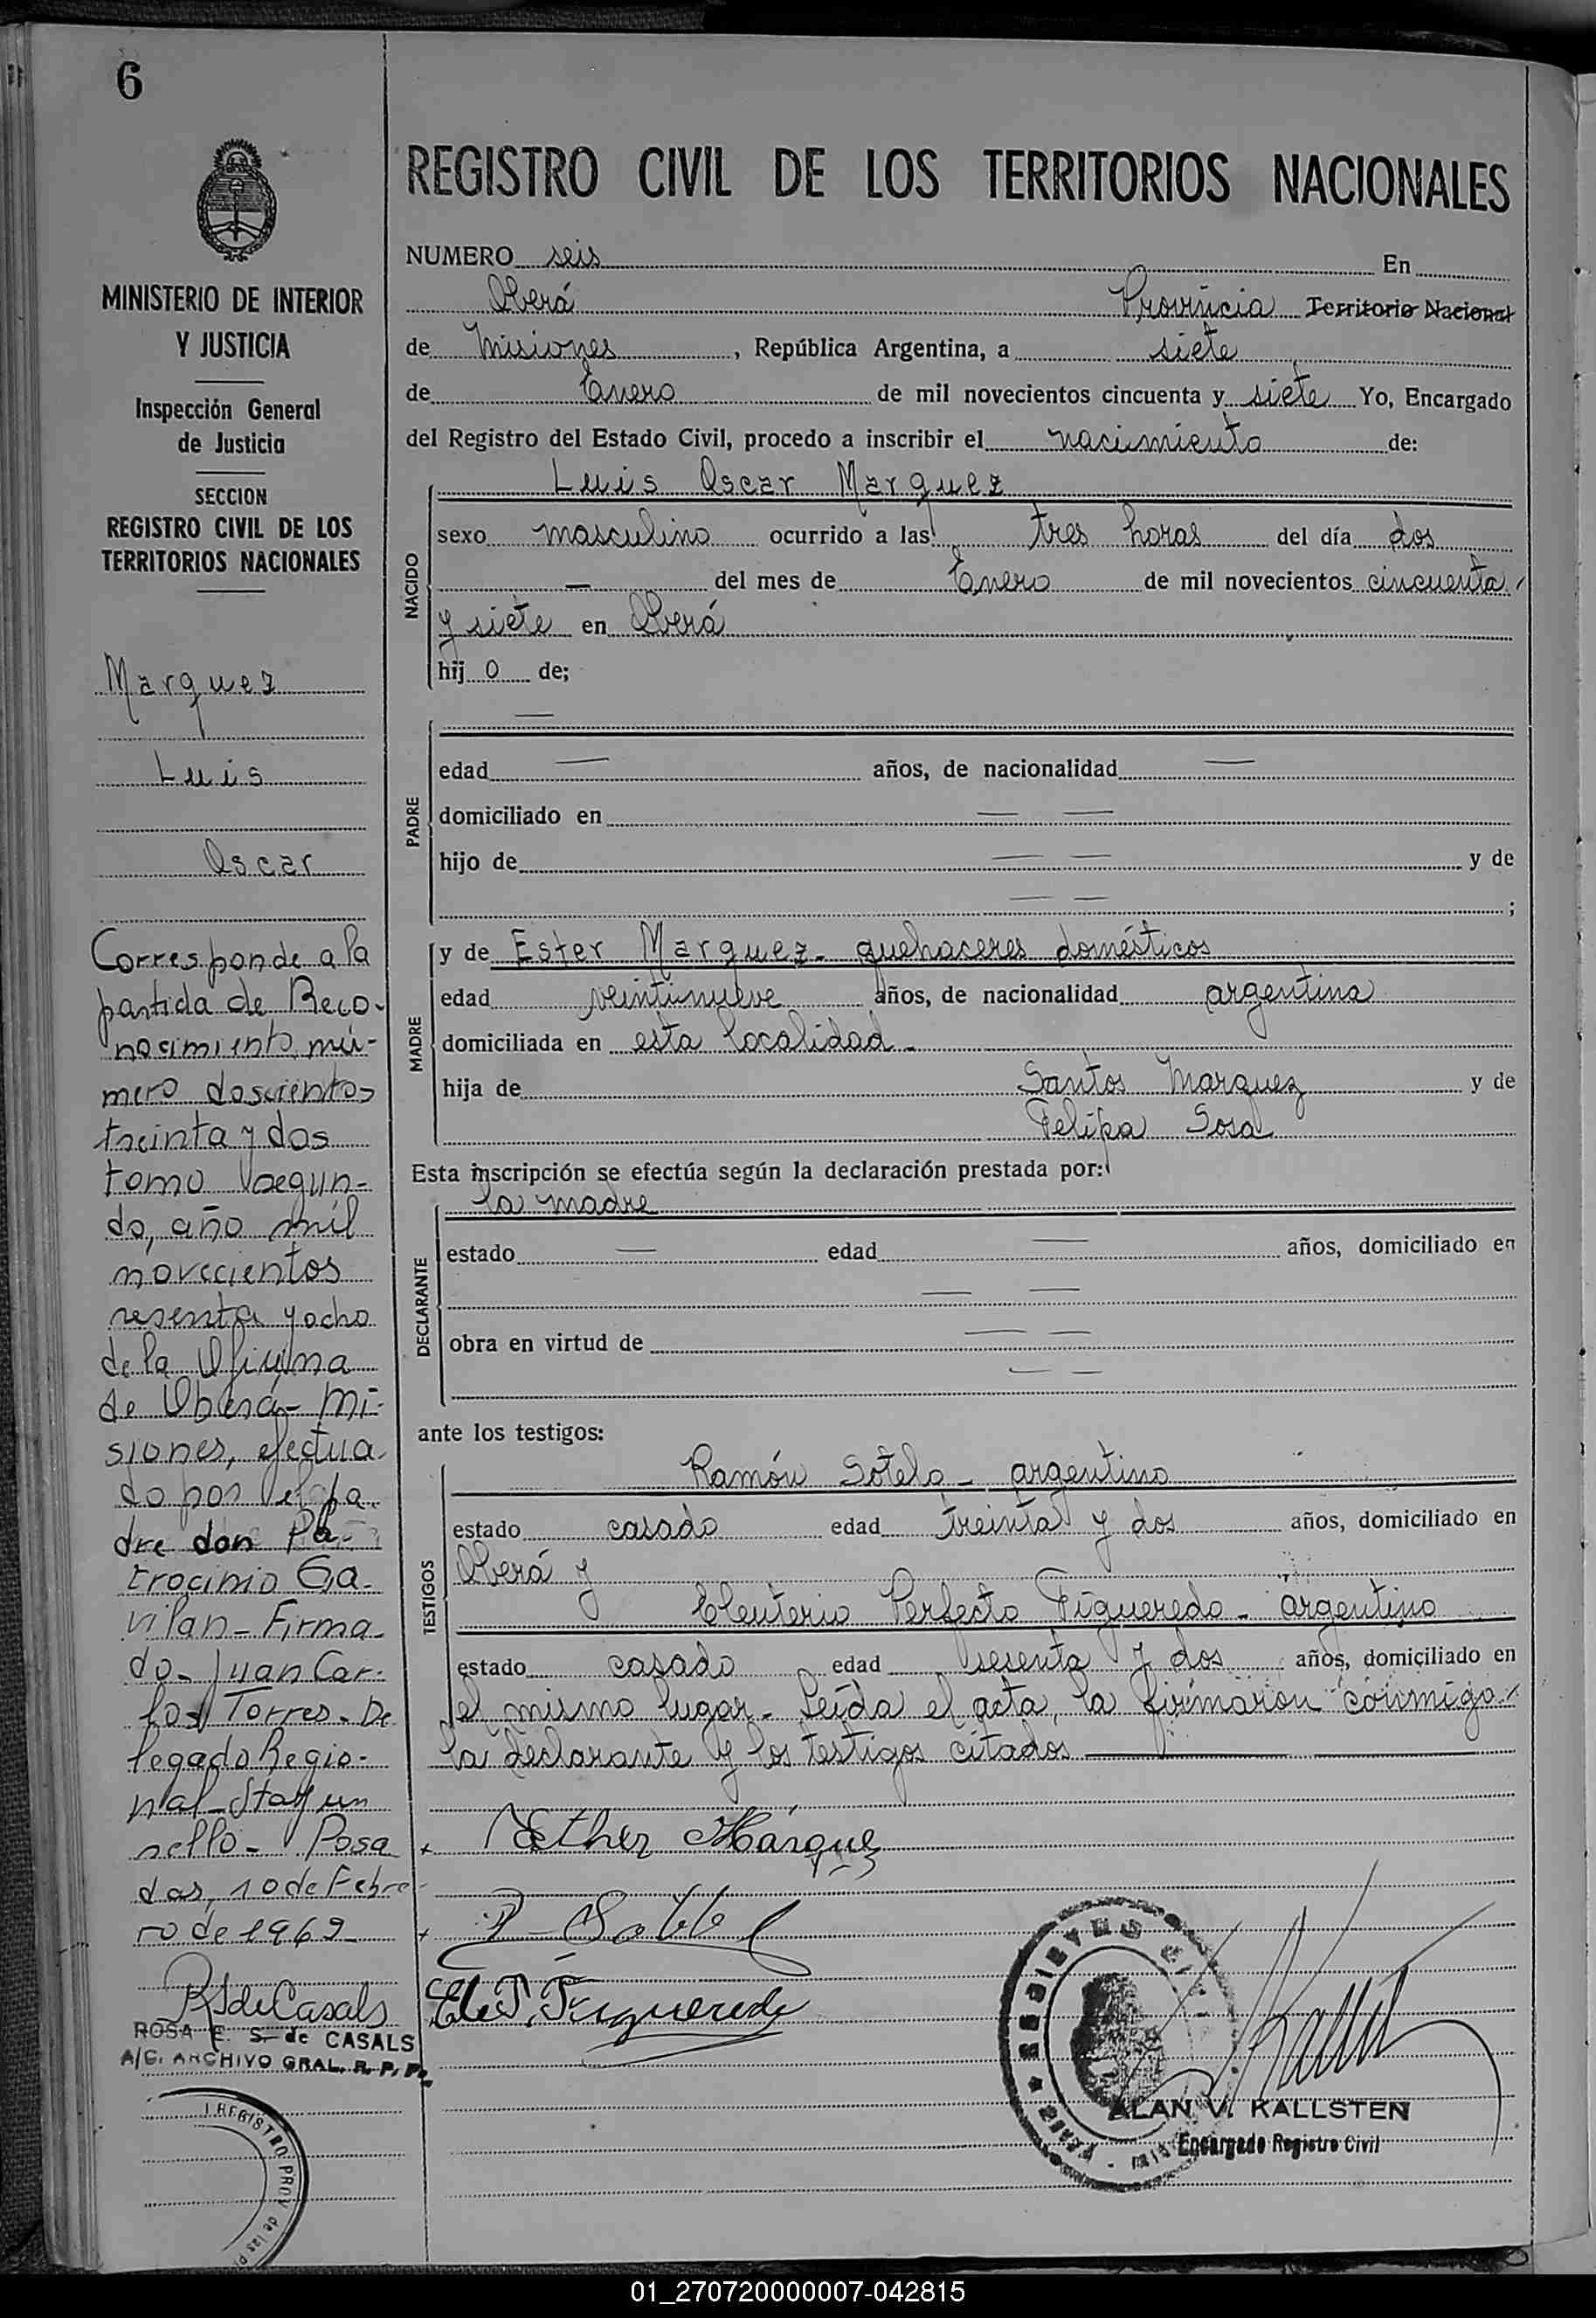 6
MINISTERIO DE INTERIOR
Y JUSTICIA
Inspección General
de Justicia
SECCION
REGISTRO CIVIL DE LOS
TERRITORIOS NACIONALES
Marquez
Luis
Oscar
Corresponde a la
partida de Reco-
nocimiento nú-
mero doscientos
treinta y dos
tomo segun-
do, año mil
novecientos
sesenta y ocho
de la Oficina
de Oberá- Mi-
siones, efectua-
do por el pa-
dre don Pa-
trocinio Ga-
vilan- Firma-
do- Juan Car-
los Torres- De
legado Regio-
nal- Hay un
sello- Posa
das, 10 de Febre-
ro de 1969-
R S de Casals
ROSA E. S. de CASALS
A/C. ARCHIVO GRAL. R. P. P.
REGISTRO PROV. de las P
REGISTRO CIVIL DE LOS TERRITORIOS NACIONALES
NUMERO seis En
Oberá Provincia Territorio Nacional
de Misiones, República Argentina, a siete
de Enero de mil novecientos cincuenta y siete Yo, Encargado
del Registro del Estado Civil, procedo a inscribir el nacimiento de:
Luis Oscar Marquez
NACIDO
sexo masculino ocurrido a las tres horas del día dos
— del mes de Enero de mil novecientos cincuenta
y siete en Oberá
hij o de;
PADRE
—
edad — años, de nacionalidad —
domiciliado en — —
hijo de — — y de
— — ;
MADRE
y de Ester Marquez- quehaceres domésticos
edad veintinueve años, de nacionalidad argentina
domiciliada en esta localidad-
hija de Santos Marquez y de
Felipa Sosa
Esta inscripción se efectúa según la declaración prestada por:
la madre
DECLARANTE
estado — edad — años, domiciliado en
— —
obra en virtud de — —
— —
ante los testigos:
TESTIGOS
Ramón Sotelo- argentino
estado casado edad treinta y dos años, domiciliado en
Oberá y
Eleuterio Perfecto Figueredo- argentino
estado casado edad sesenta y dos años, domiciliado en
el mismo lugar- Leída el acta, la firmaron conmigo
la declarante y los testigos citados
Esther Márquez
Ele P. Figueredo
REGISTRO
ALAN V. KALLSTEN
Encargado Registro Civil
01_270720000007-042815